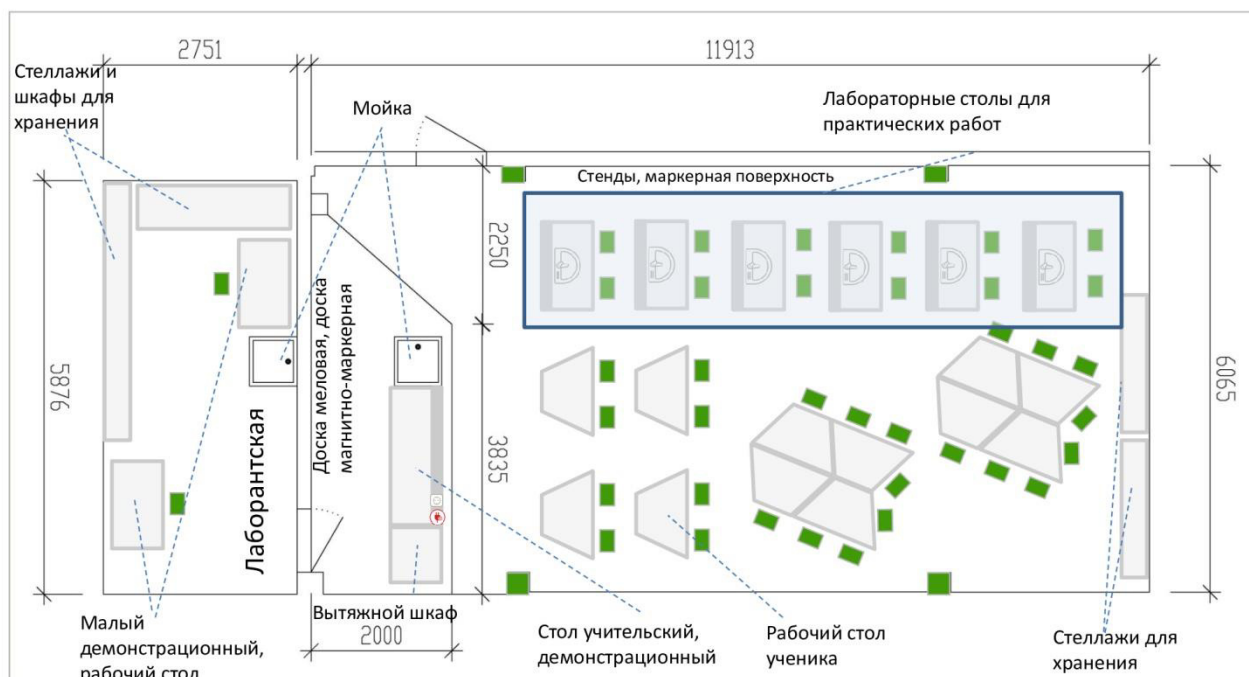 2751
11913
Стеллажи и
шкафы для
хранения
Мойка
Лабораторные столы для
практических работ
Стенды, маркерная поверхность
2250
Доска меловая, доска
магнитно-маркерная
5876
6065
3835
Лаборантская
Вытяжной шкаф
2000
Малый
демонстрационный,
рабочий стол
Стол учительский,
демонстрационный
Рабочий стол
ученика
Стеллажи для
хранения